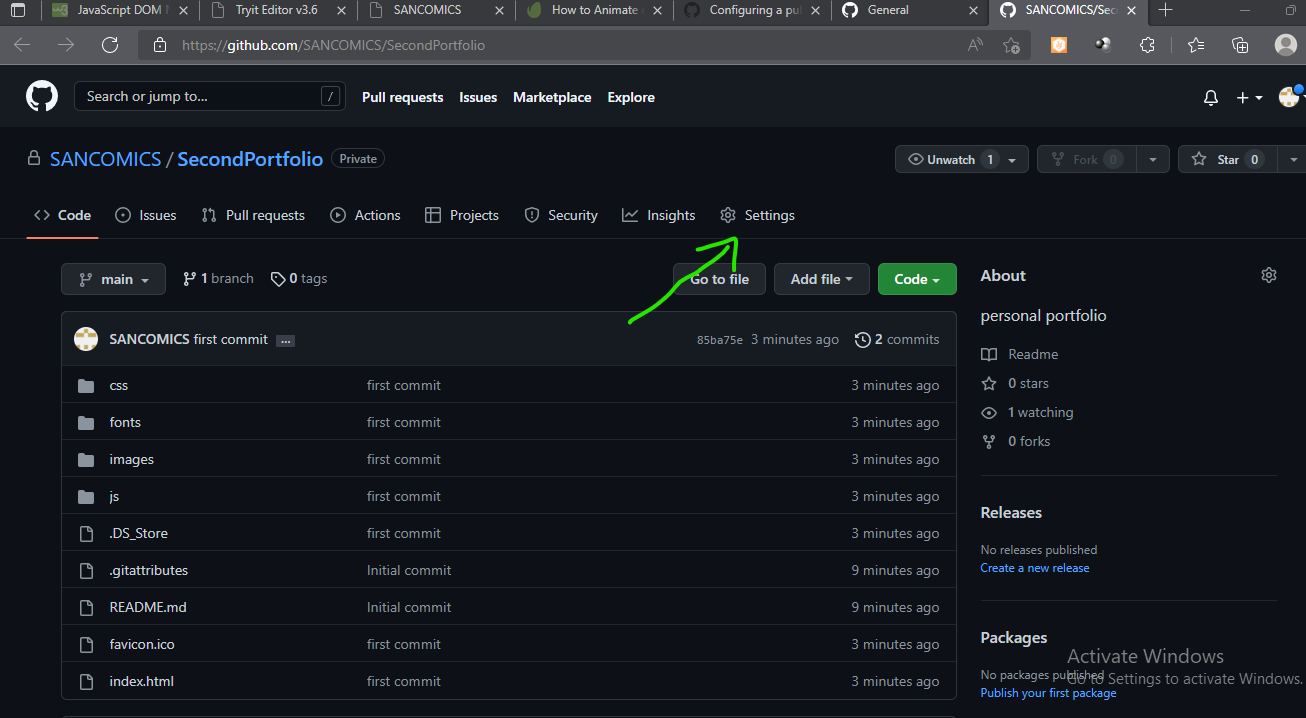 JavaScript DOM
Tryit Editor v3.6
SANCOMICS
How to Animate
Configuring a pu
General
SANCOMICS/Sec
https://github.com/SANCOMICS/SecondPortfolio
Search or jump to... /
Pull requests Issues Marketplace Explore
SANCOMICS / SecondPortfolio Private
Unwatch 1 Fork 0 Star 0
Code Issues Pull requests Actions Projects Security Insights Settings
main 1 branch 0 tags Go to file Add file Code
SANCOMICS first commit ... 85ba75e 3 minutes ago 2 commits
css first commit 3 minutes ago
fonts first commit 3 minutes ago
images first commit 3 minutes ago
js first commit 3 minutes ago
.DS_Store first commit 3 minutes ago
.gitattributes Initial commit 9 minutes ago
README.md Initial commit 9 minutes ago
favicon.ico first commit 3 minutes ago
index.html first commit 3 minutes ago
About
personal portfolio
Readme
0 stars
1 watching
0 forks
Releases
No releases published
Create a new release
Packages
No packages published
Publish your first package
Activate Windows
Go to Settings to activate Windows.